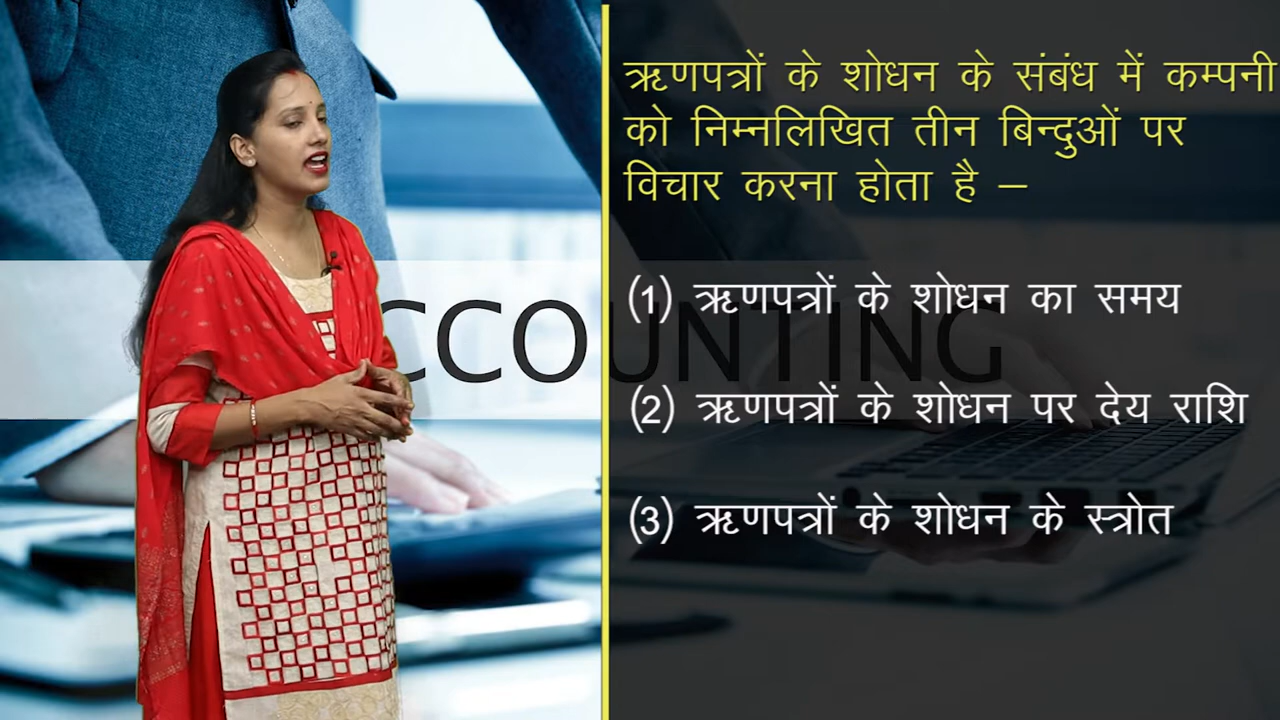 ऋणपत्रों के शोधन के संबंध में कम्पनी
को निम्नलिखित तीन बिन्दुओं पर
विचार करना होता है –
(1) ऋणपत्रों के शोधन का समय
CCOUNTING
(2) ऋणपत्रों के शोधन पर देय राशि
(3) ऋणपत्रों के शोधन के स्त्रोत